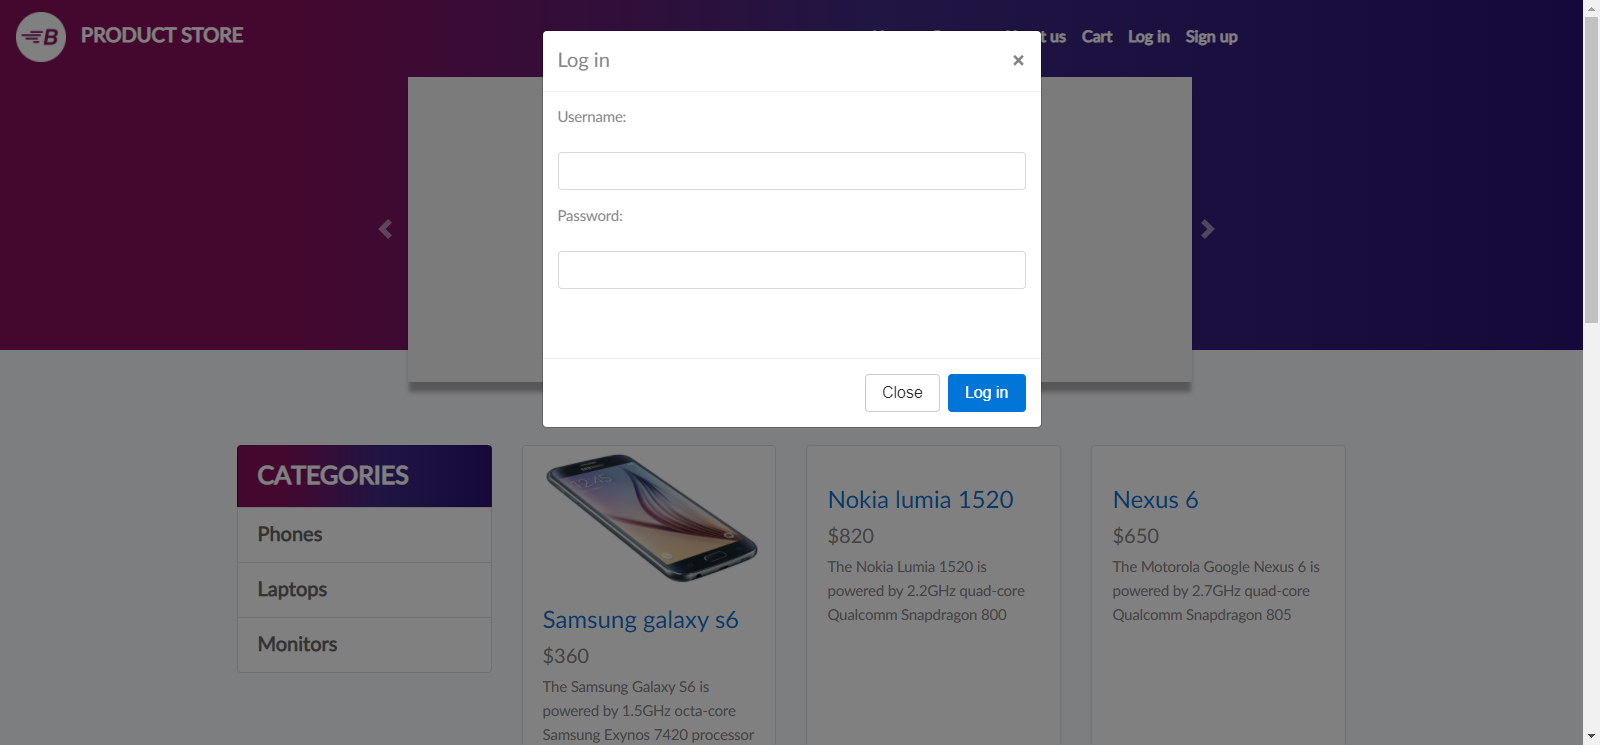 B PRODUCT STORE
us Cart Log in Sign up
Log in ×
Username:
Password:
Close Log in
CATEGORIES
Phones
Laptops
Monitors
Samsung galaxy s6
$360
The Samsung Galaxy S6 is
powered by 1.5GHz octa-core
Samsung Exynos 7420 processor
Nokia lumia 1520
$820
The Nokia Lumia 1520 is
powered by 2.2GHz quad-core
Qualcomm Snapdragon 800
Nexus 6
$650
The Motorola Google Nexus 6 is
powered by 2.7GHz quad-core
Qualcomm Snapdragon 805